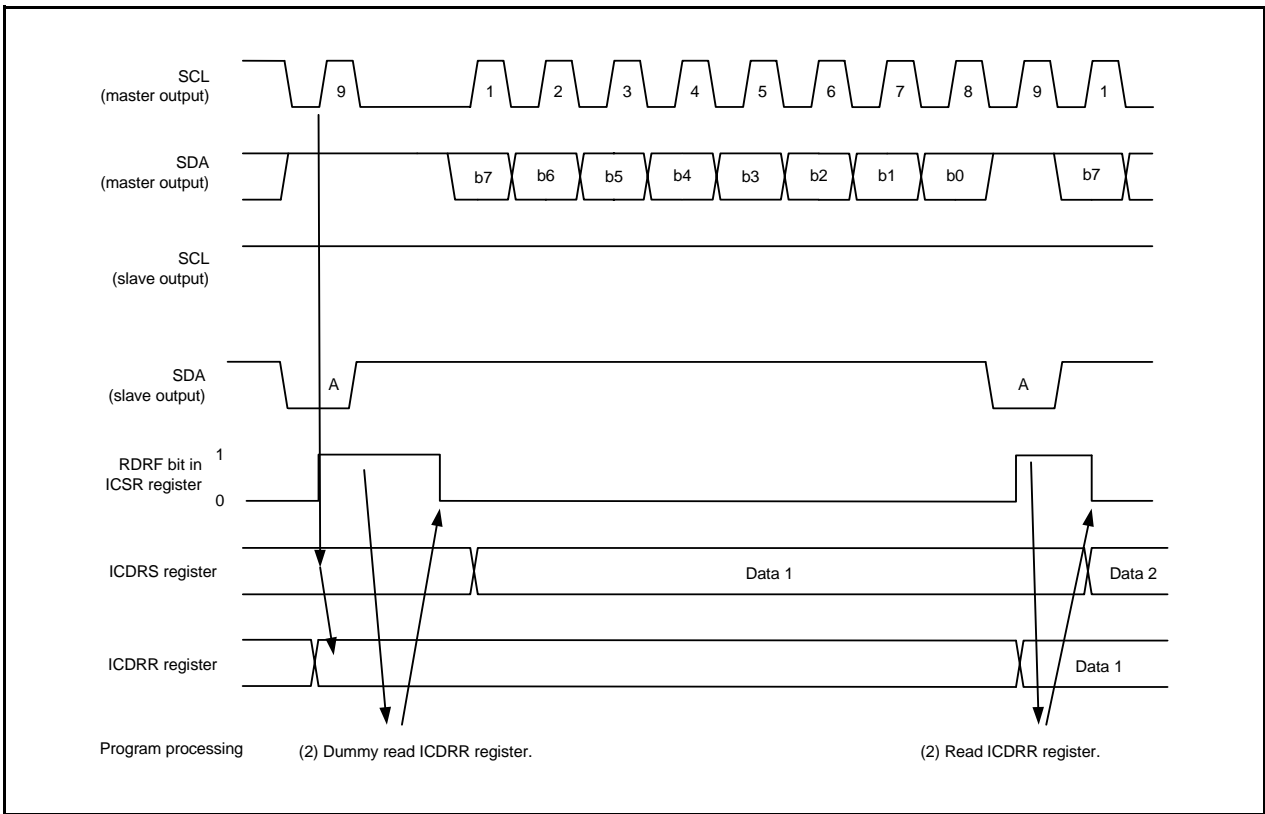 SCL
(master output)
9 1 2 3 4 5 6 7 8 9 1
SDA
(master output)
b7 b6 b5 b4 b3 b2 b1 b0 b7
SCL
(slave output)
SDA
(slave output)
A A
RDRF bit in
ICSR register
1
0
ICDRS register
Data 1 Data 2
ICDRR register
Data 1
Program processing
(2) Dummy read ICDRR register.
(2) Read ICDRR register.